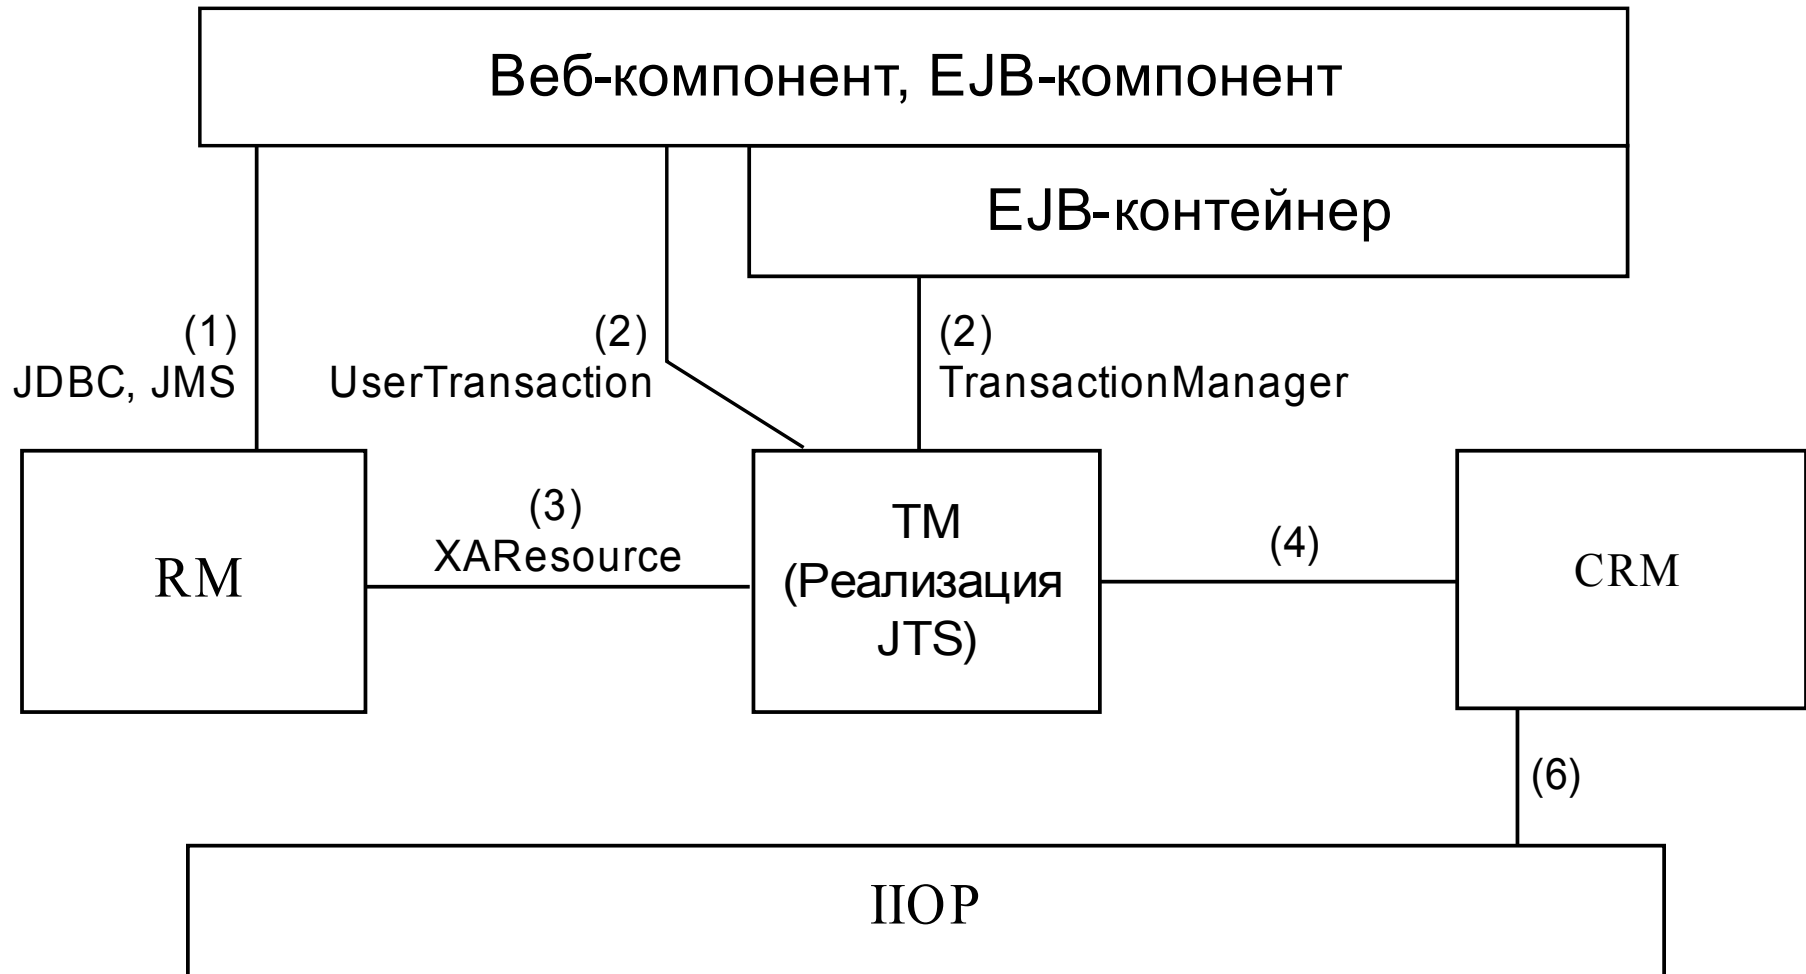 Веб-компонент, EJB-компонент
EJB-контейнер
(1)
JDBC, JMS
(2)
UserTransaction
(2)
TransactionManager
RM
(3)
XAResource
TM
(Реализация
JTS)
(4)
CRM
(6)
IIOP